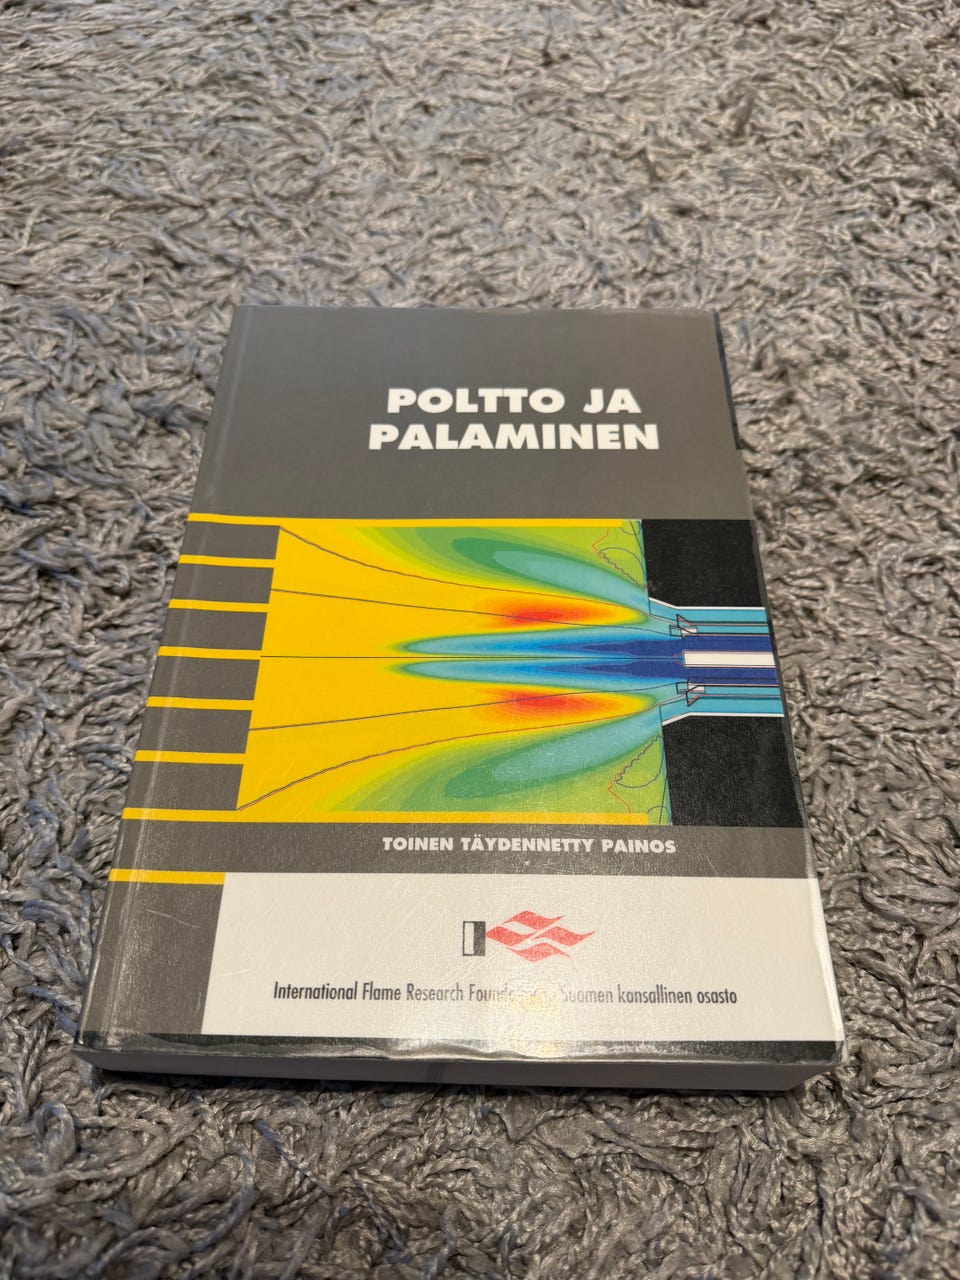 POLTTO JA
PALAMINEN
TOINEN TÄYDENNETTY PAINOS
International Flame Research Suomen kansallinen osasto